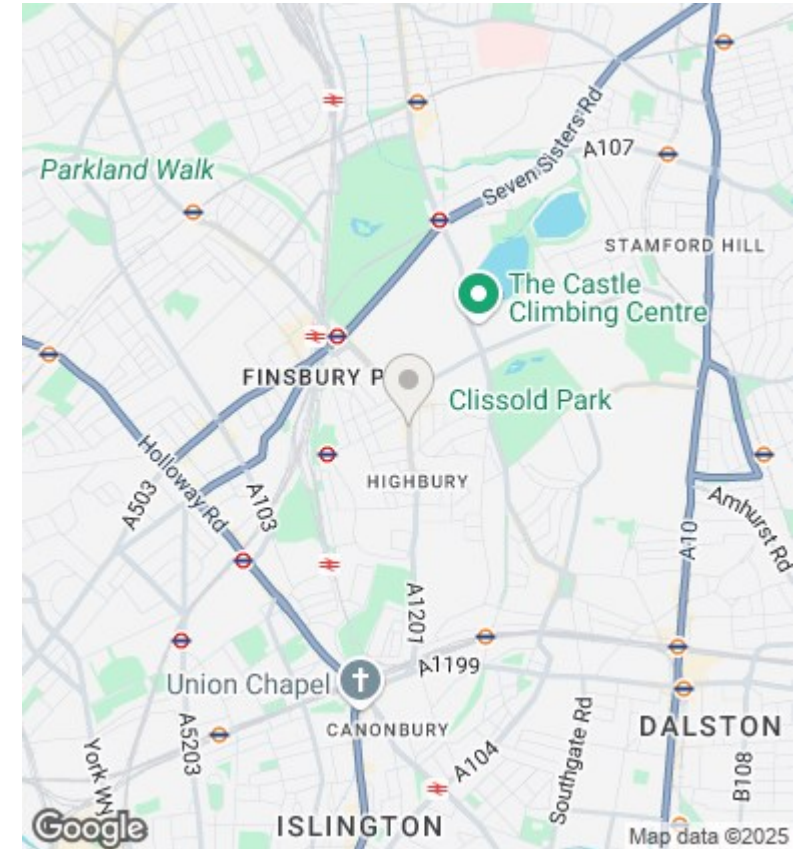 Parkland Walk
Seven Sisters Rd
A107
STAMFORD HILL
The Castle
Climbing Centre
FINSBURY P
Clissold Park
Holloway Rd
A503
A103
HIGHBURY
A10
Amhurst Rd
A1201
A1199
Union Chapel
CANONBURY
A5203
A104
Southgate Rd
DALSTON
B108
York W
ISLINGTON
Google
Map data ©2025